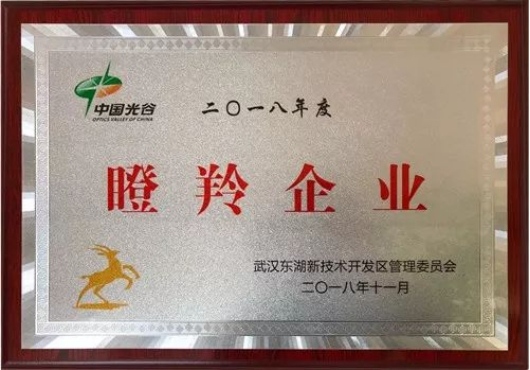 中国光谷
OPTICS VALLEY OF CHINA
二〇一八年度
瞪羚企业
武汉东湖新技术开发区管理委员会
二〇一八年十一月